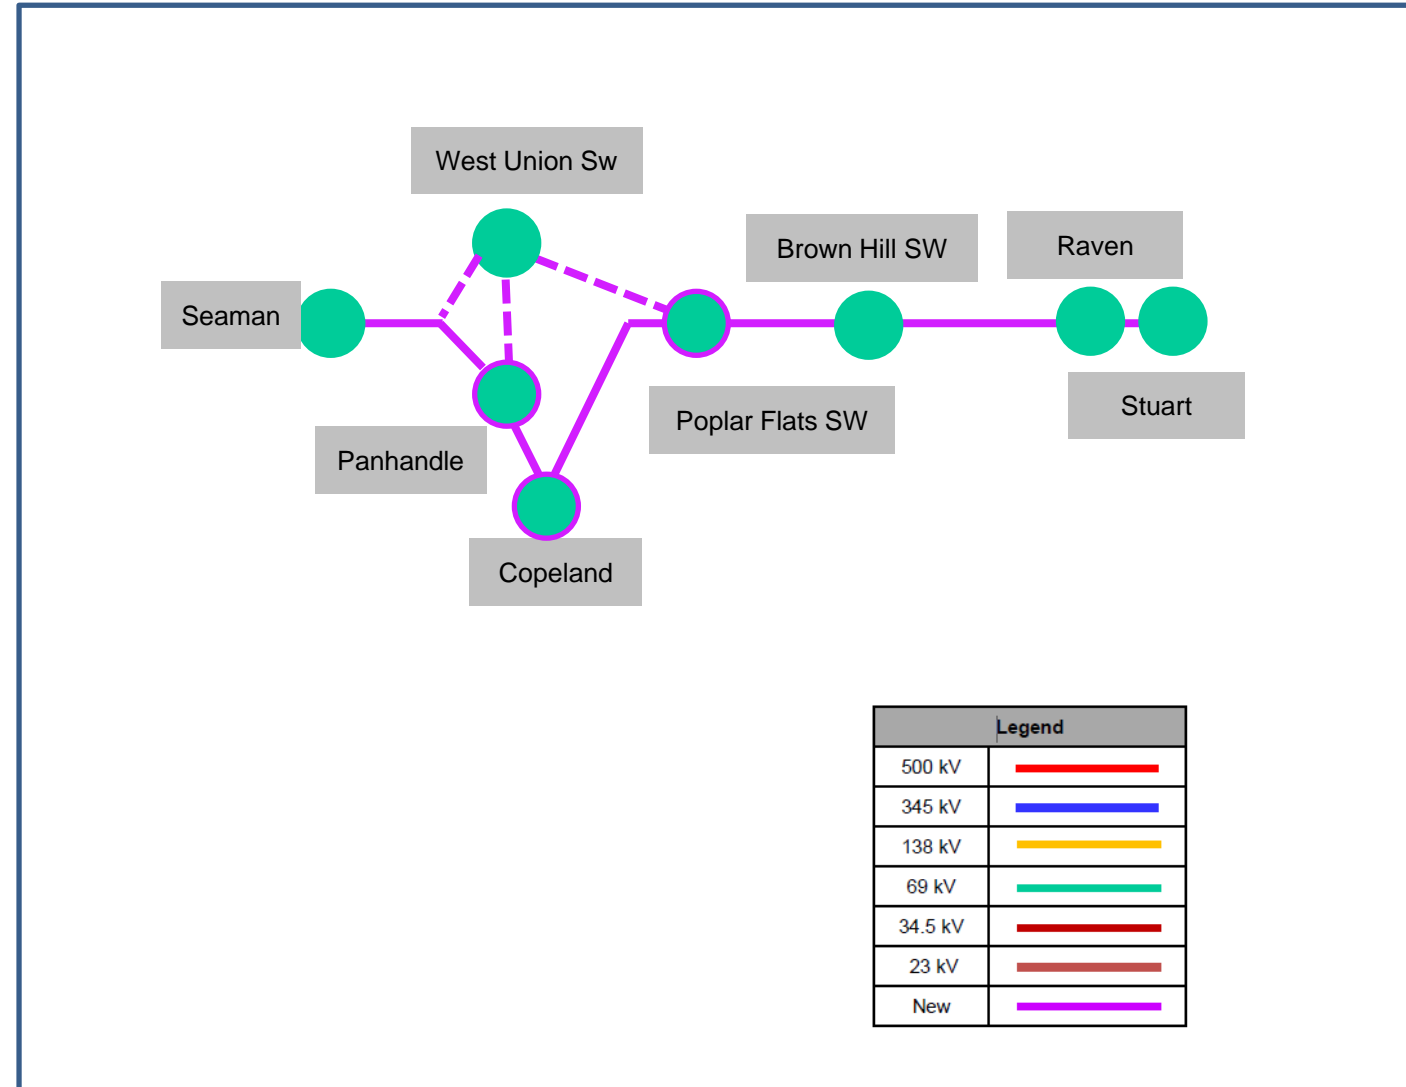 West Union Sw
Brown Hill SW
Raven
Seaman
Stuart
Poplar Flats SW
Panhandle
Copeland
Legend
500 kV
345 kV
138 kV
69 kV
34.5 kV
23 kV
New